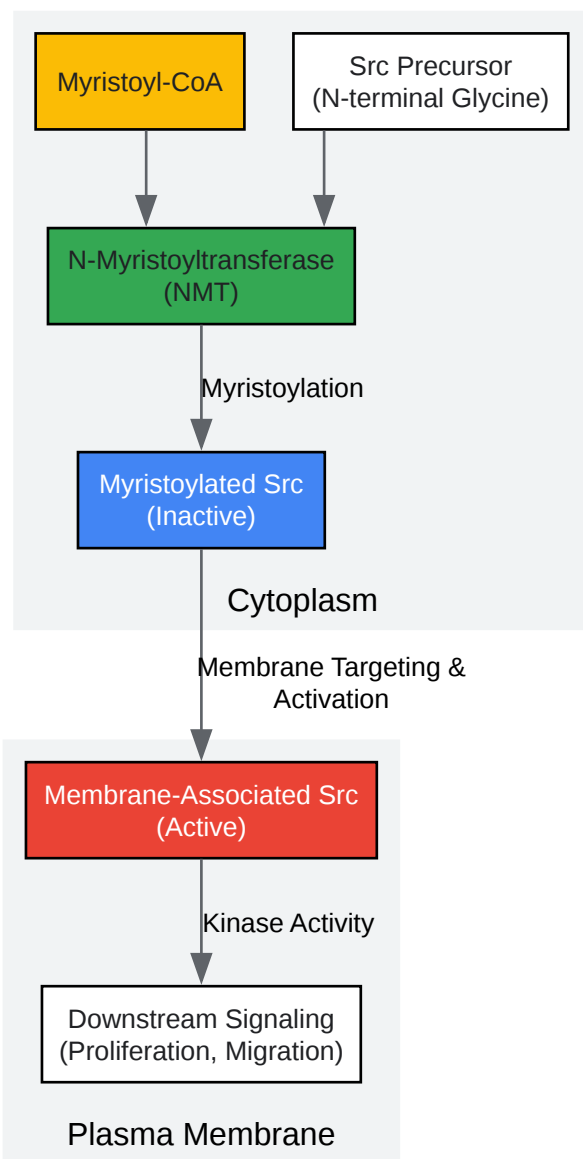 Myristoyl-CoA
Src Precursor
(N-terminal Glycine)
N-Myristoyltransferase
(NMT)
Myristoylation
Myristoylated Src
(Inactive)
Cytoplasm
Membrane Targeting &
Activation
Membrane-Associated Src
(Active)
Kinase Activity
Downstream Signaling
(Proliferation, Migration)
Plasma Membrane